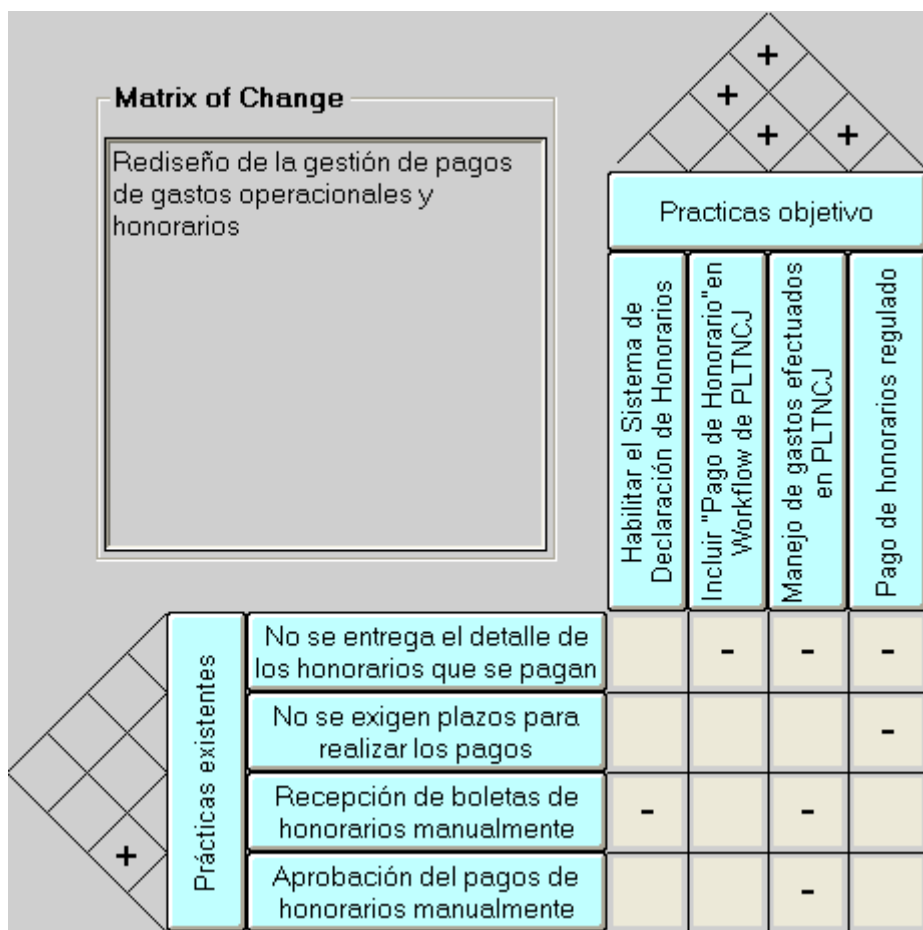 +
+
+ +
Matrix of Change
Rediseño de la gestión de pagos
de gastos operacionales y
honorarios
Practicas objetivo
Habilitar el Sistema de
Declaración de Honorarios
Incluir "Pago de Honorario"en
Workflow de PLTNCJ
Manejo de gastos efectuados
en PLTNCJ
Pago de honorarios regulado
Prácticas existentes
No se entrega el detalle de
los honorarios que se pagan
- - -
No se exigen plazos para
realizar los pagos
-
Recepción de boletas de
honorarios manualmente
- -
+
Aprobación del pagos de
honorarios manualmente
-